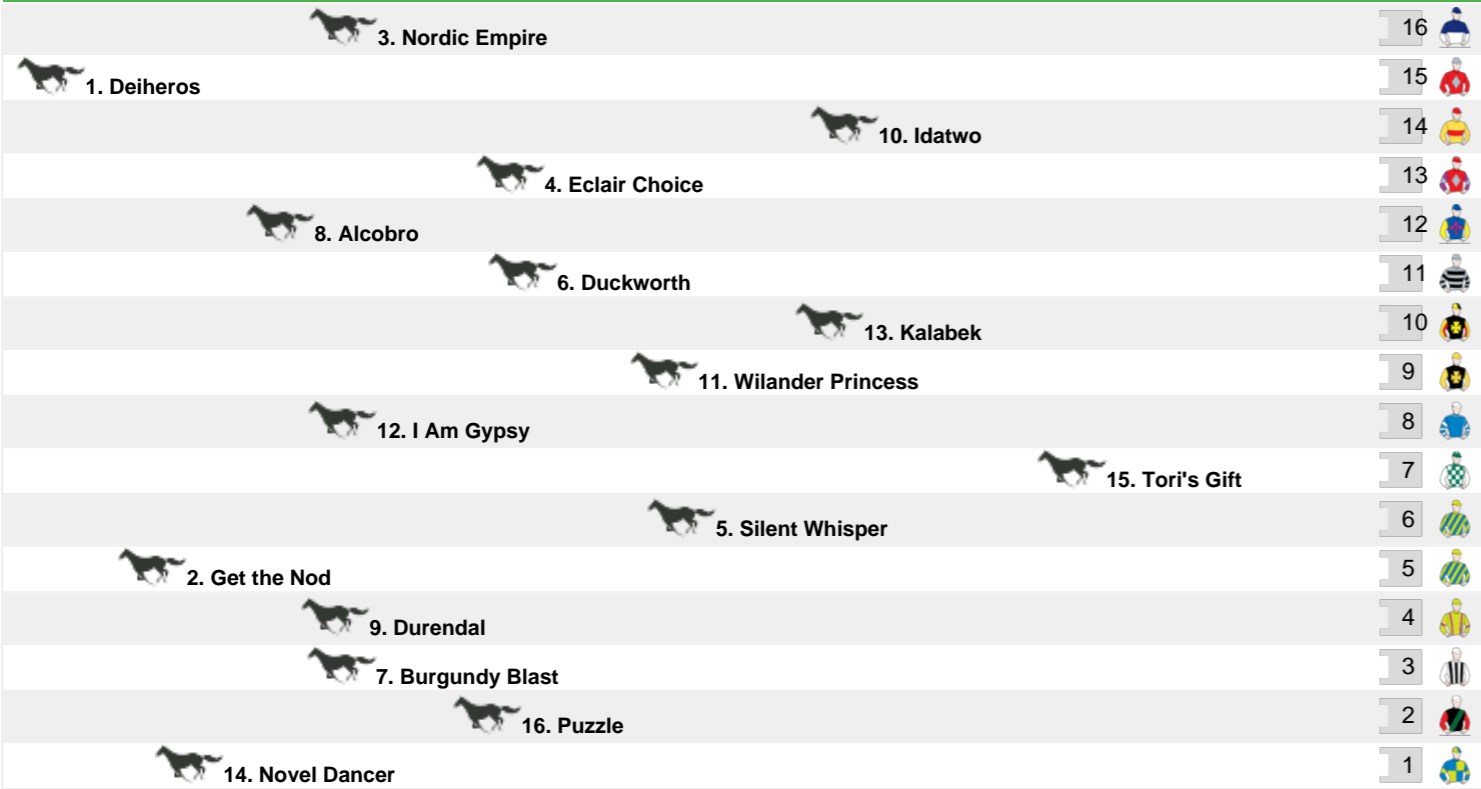 3. Nordic Empire 16
1. Deiheros 15
10. Idatwo 14
4. Eclair Choice 13
8. Alcobro 12
6. Duckworth 11
13. Kalabek 10
11. Wilander Princess 9
12. I Am Gypsy 8
15. Tori's Gift 7
5. Silent Whisper 6
2. Get the Nod 5
9. Durendal 4
7. Burgundy Blast 3
16. Puzzle 2
14. Novel Dancer 1